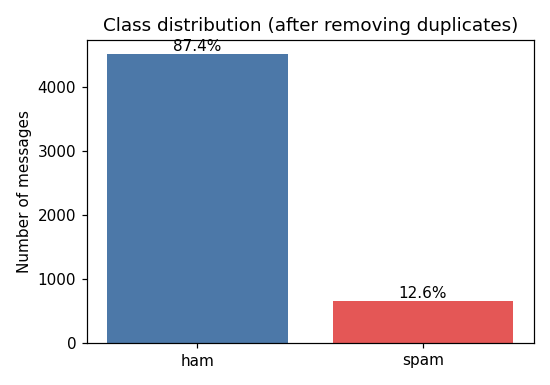 Class distribution (after removing duplicates)
87.4%
12.6%
Number of messages
4000
3000
2000
1000
0
ham
spam